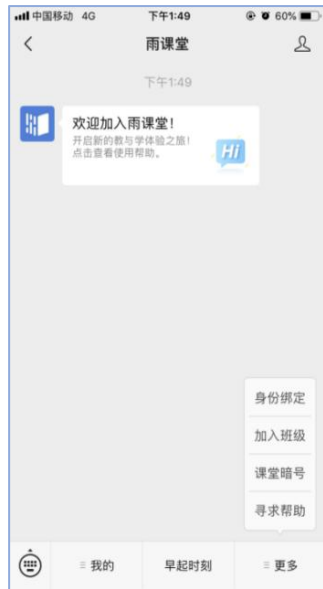 中国移动 4G 下午1:49 60%
雨课堂
下午1:49
欢迎加入雨课堂！
开启新的教与学体验之旅！
点击查看使用帮助。
Hi
身份绑定
加入班级
课堂暗号
寻求帮助
我的 早起时刻 更多